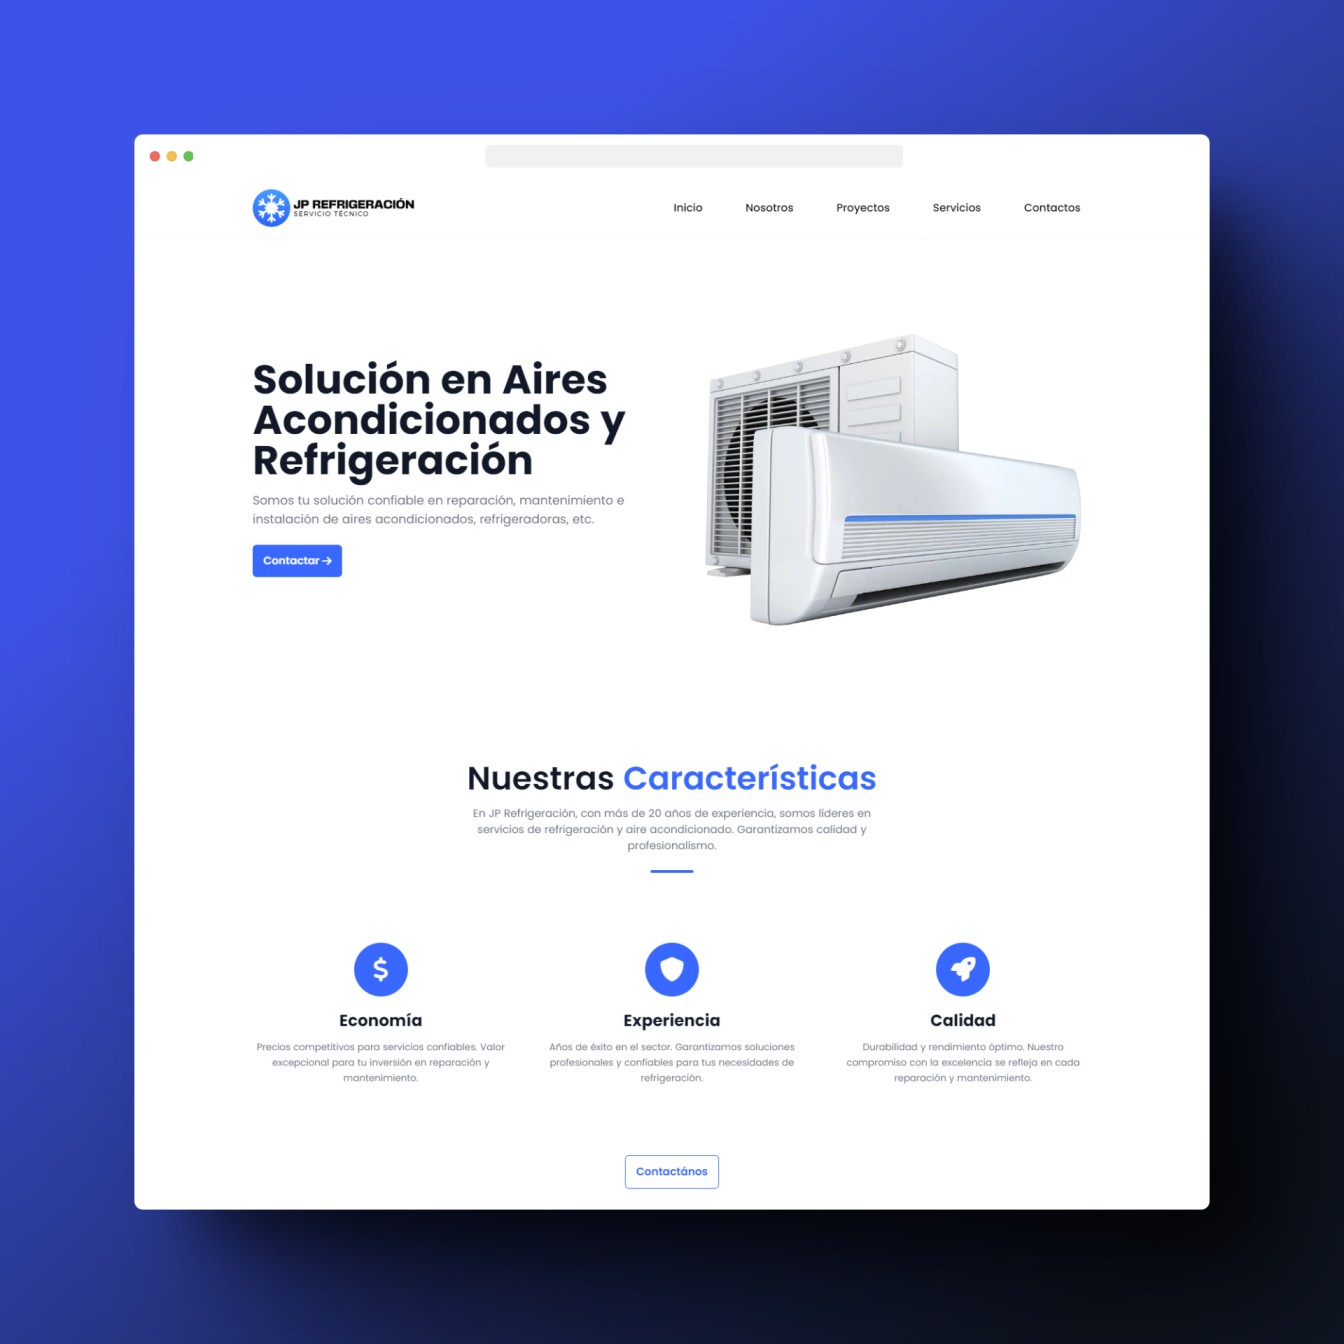 JP REFRIGERACIÓN
SERVICIO TÉCNICO
Inicio
Nosotros
Proyectos
Servicios
Contactos
Solución en Aires
Acondicionados y
Refrigeración
Somos tu solución confiable en reparación, mantenimiento e
instalación de aires acondicionados, refrigeradoras, etc.
Contactar →
Nuestras Características
En JP Refrigeración, con más de 20 años de experiencia, somos líderes en
servicios de refrigeración y aire acondicionado. Garantizamos calidad y
profesionalismo.
$
Economía
Precios competitivos para servicios confiables. Valor
excepcional para tu inversión en reparación y
mantenimiento.
Experiencia
Años de éxito en el sector. Garantizamos soluciones
profesionales y confiables para tus necesidades de
refrigeración.
Calidad
Durabilidad y rendimiento óptimo. Nuestro
compromiso con la excelencia se refleja en cada
reparación y mantenimiento.
Contactános